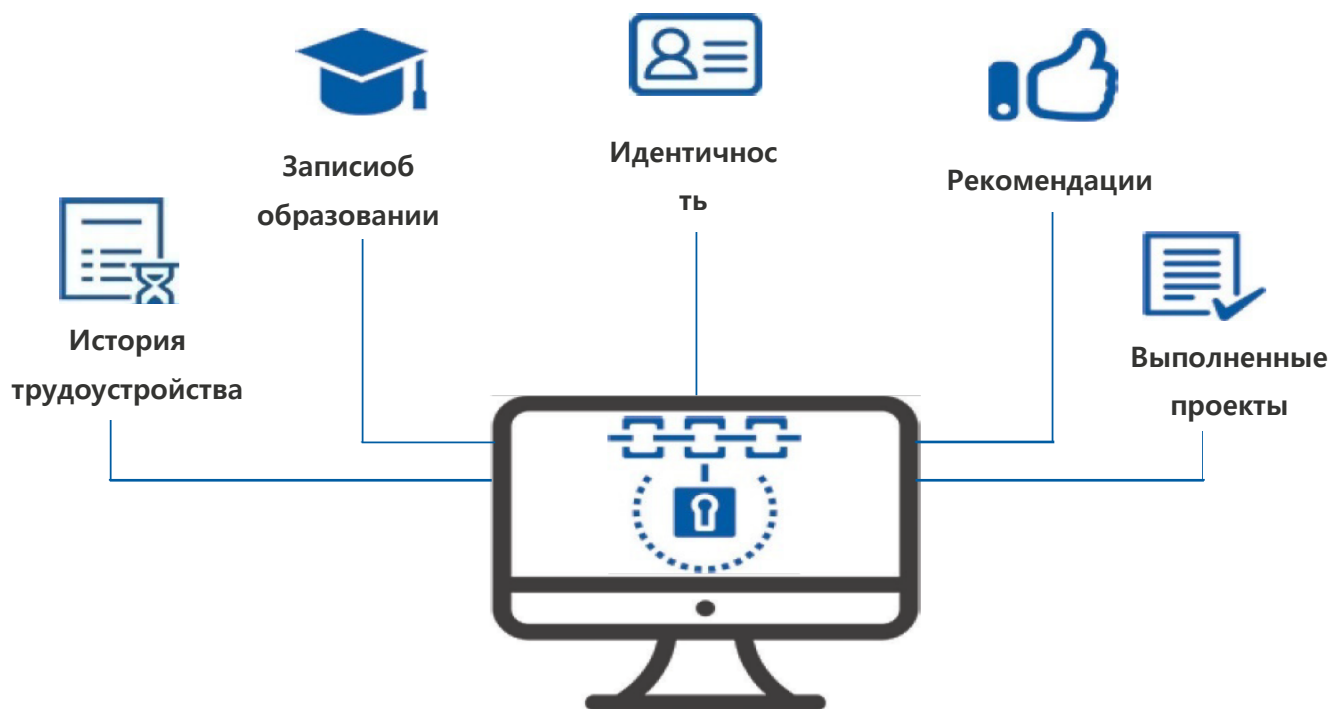 Записиоб
образовании
Идентичнос
ть
Рекомендации
История
трудоустройства
Выполненные
проекты